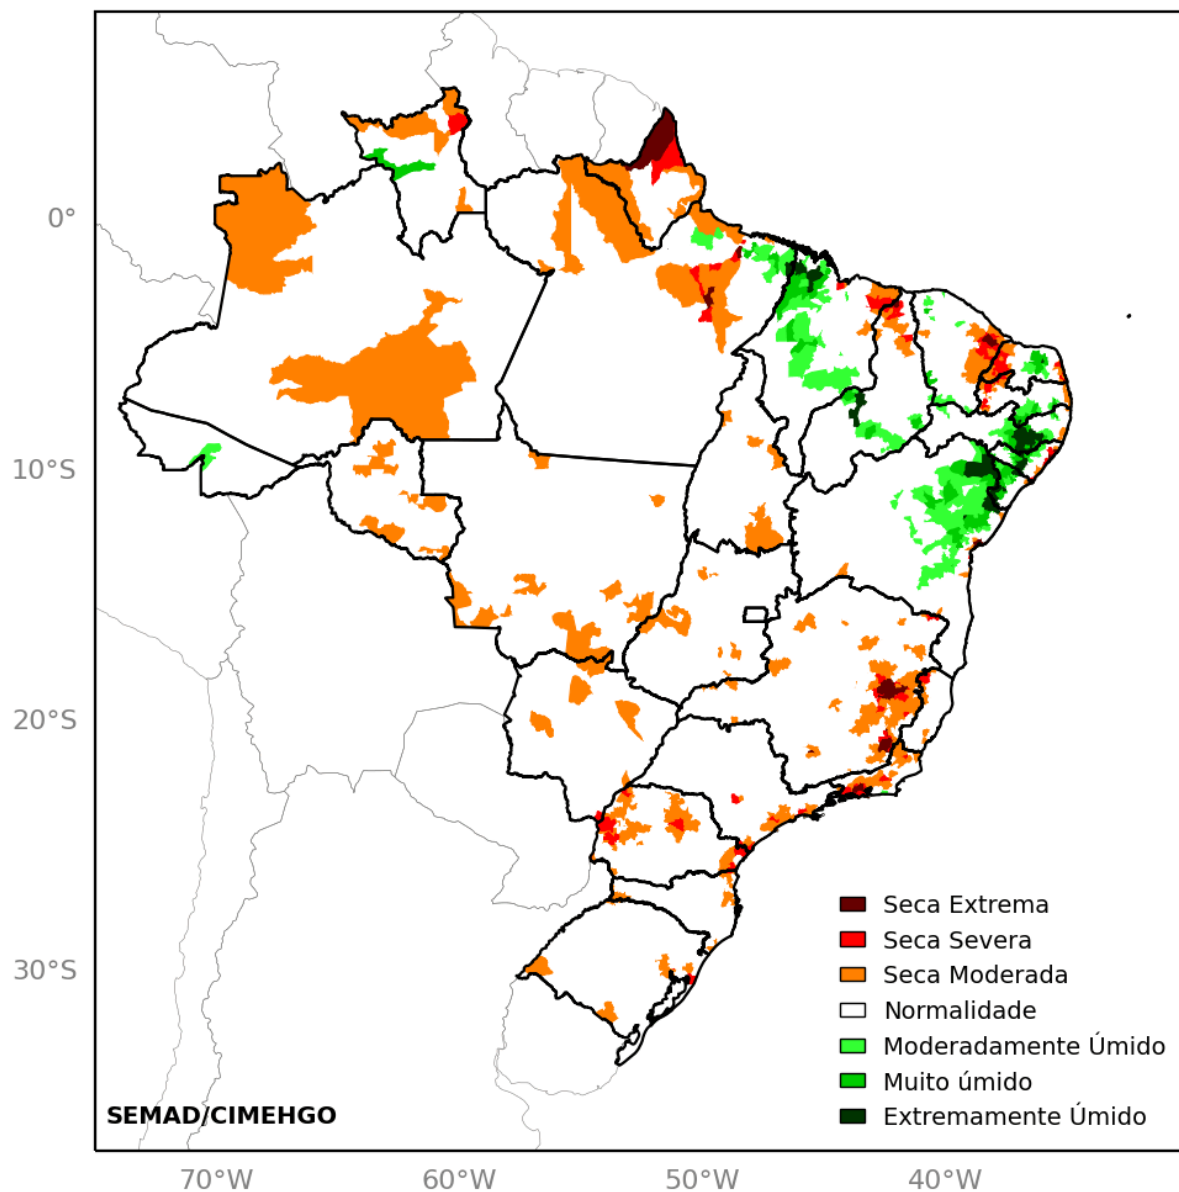 0°
10°S
20°S
30°S
Seca Extrema
Seca Severa
Seca Moderada
Normalidade
Moderadamente Úmido
Muito úmido
Extremamente Úmido
SEMAD/CIMEHGO
70°W 60°W 50°W 40°W